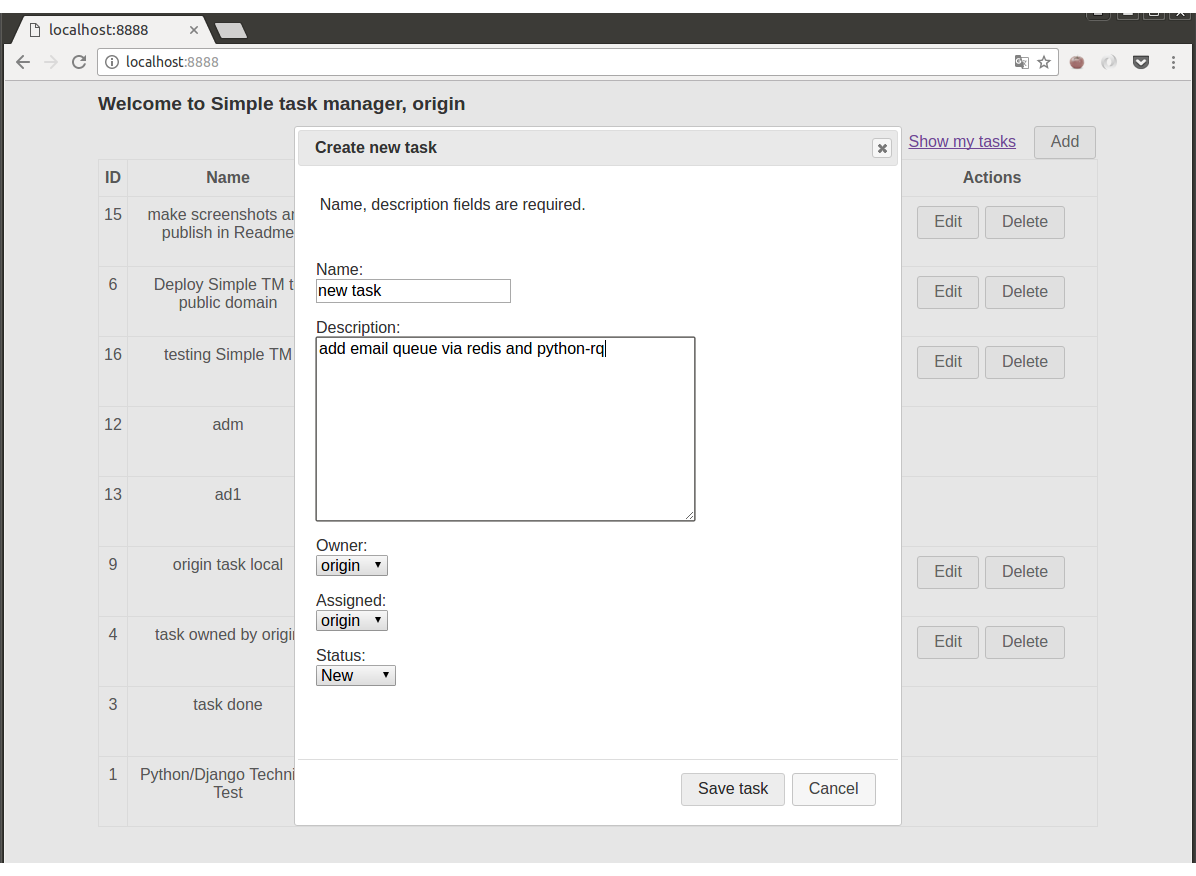 localhost:8888
localhost:8888
Welcome to Simple task manager, origin
Show my tasks
Add
Create new task
Name, description fields are required.
Name:
new task
Description:
add email queue via redis and python-rq
Owner:
origin
Assigned:
origin
Status:
New
Save task
Cancel
ID Name Actions
15 make screenshots
publish in Readme
Edit Delete
6 Deploy Simple TM
public domain
Edit Delete
16 testing Simple TM
Edit Delete
12 adm
13 ad1
9 origin task local
Edit Delete
4 task owned by
Edit Delete
3 task done
1 Python/Django
Test